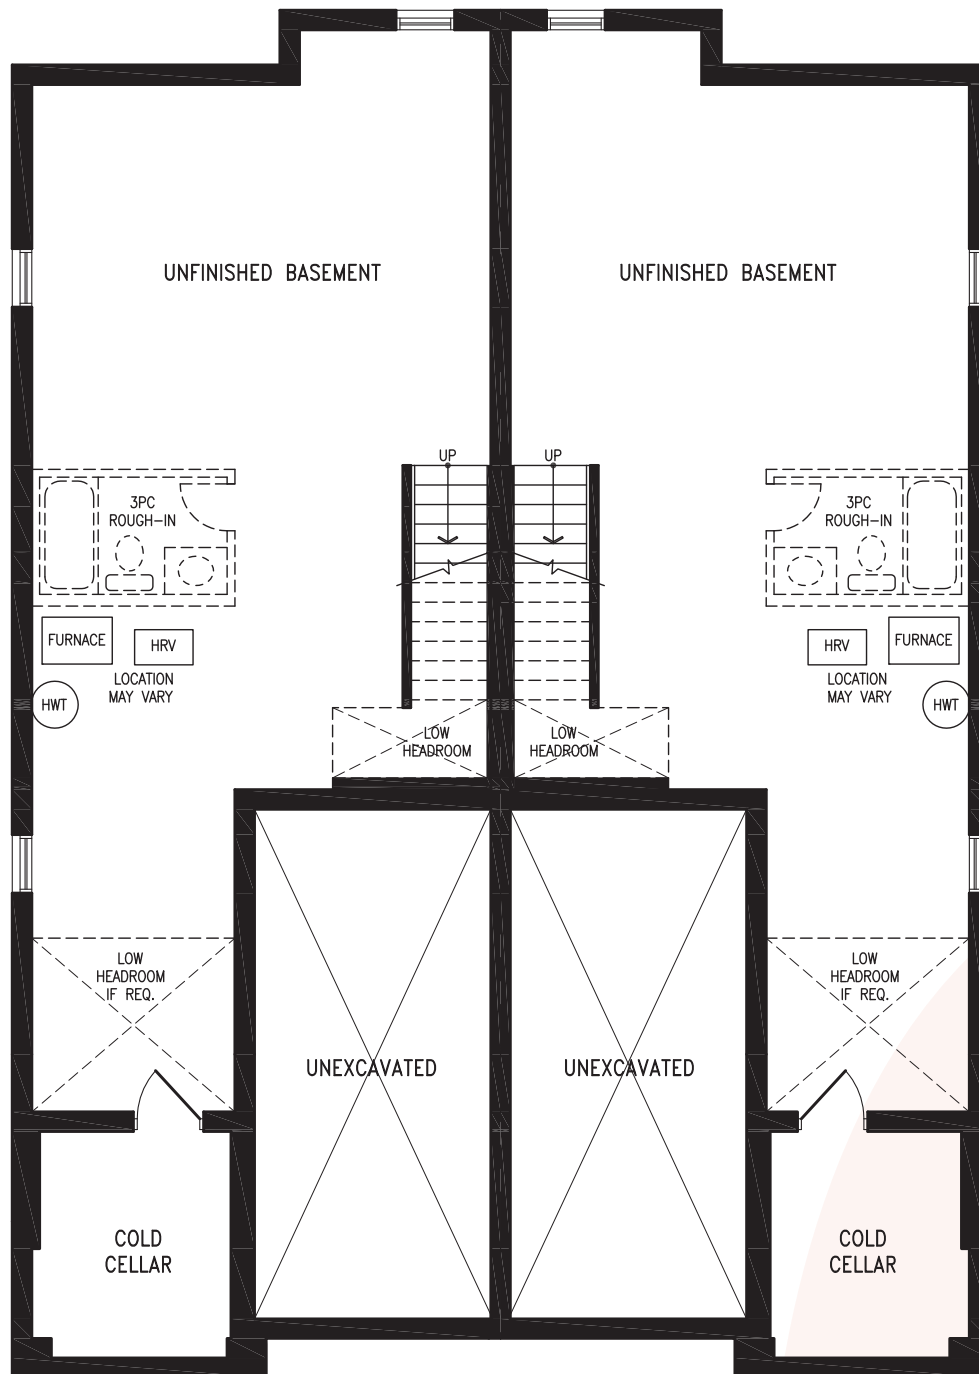 UNFINISHED BASEMENT
UNFINISHED BASEMENT
UP
UP
3PC
ROUGH-IN
3PC
ROUGH-IN
FURNACE
HRV
HRV
FURNACE
LOCATION
MAY VARY
LOCATION
MAY VARY
HWT
HWT
LOW
HEADROOM
LOW
HEADROOM
LOW
HEADROOM
IF REQ.
LOW
HEADROOM
IF REQ.
UNEXCAVATED
UNEXCAVATED
COLD
CELLAR
COLD
CELLAR